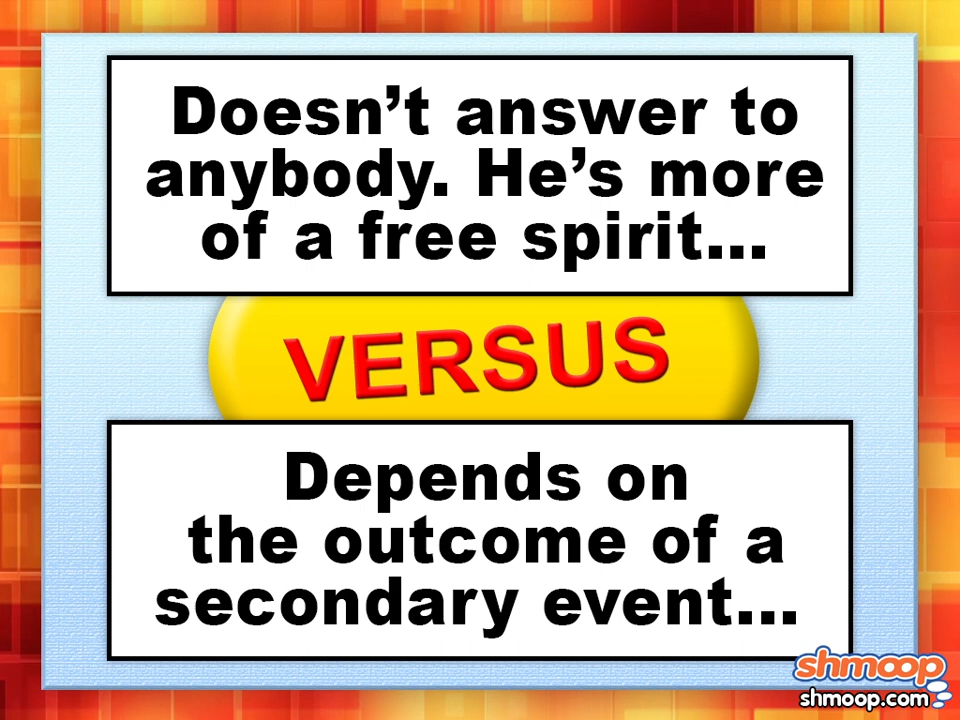 Doesn’t answer to
anybody. He’s more
of a free spirit...
VERSUS
Depends on
the outcome of a
secondary event...
shmoop
shmoop.com